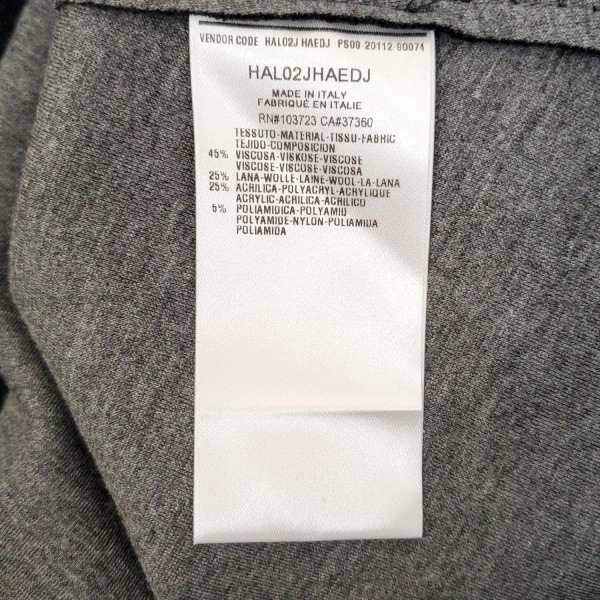 VENDOR CODE HAL02J HAEDJ PS09 20112-60074
HAL02JHAEDJ
MADE IN ITALY
FABRIQUÉ EN ITALIE
RN#103723 CA#37360
TESSUTO-MATERIAL-TISSU-FABRIC
TEJIDO-COMPOSICION
45% VISCOSA-VISKOSE-VISCOSE
VISCOSE-VISCOSE-VISCOSA
25% LANA-WOLLE-LAINE-WOOL-LA-LANA
25% ACRILICA-POLYACRYL-ACRYLIQUE
ACRYLIC-ACRILICA-ACRILICO
5% POLIAMIDICA-POLYAMID
POLYAMIDE-NYLON-POLIAMIDA
POLIAMIDA